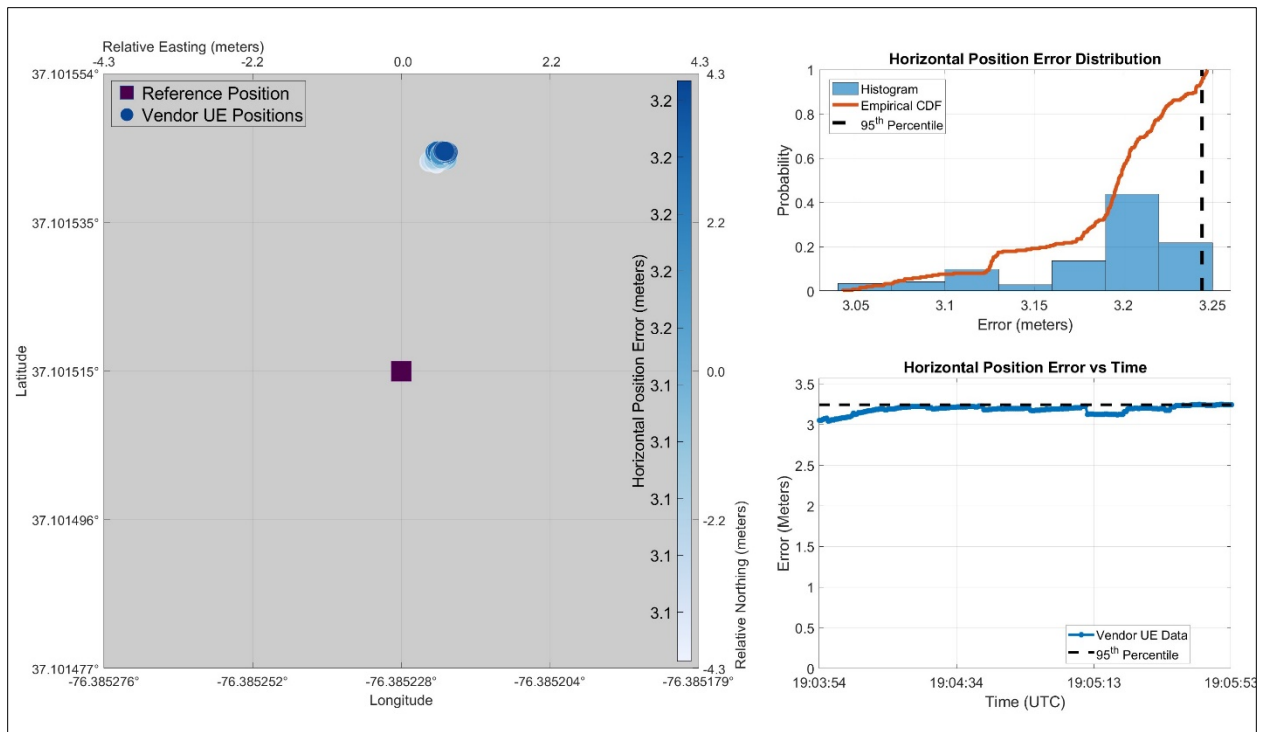 Relative Easting (meters)
-4.3 -2.2 0.0 2.2 4.3
37.101554°
37.101535°
37.101515°
37.101496°
37.101477°
Latitude
Reference Position
Vendor UE Positions
3.2
3.2
3.2
3.2
3.2
3.1
3.1
3.1
3.1
3.1
Horizontal Position Error (meters)
4.3
2.2
0.0
-2.2
-4.3
Relative Northing (meters)
-76.385276° -76.385252° -76.385228° -76.385204° -76.385179°
Longitude
Horizontal Position Error Distribution
1
0.8
0.6
0.4
0.2
0
Probability
Histogram
Empirical CDF
95th Percentile
3.05 3.1 3.15 3.2 3.25
Error (meters)
Horizontal Position Error vs Time
3.5
3
2.5
2
1.5
1
0.5
0
Error (Meters)
Vendor UE Data
95th Percentile
19:03:54 19:04:34 19:05:13 19:05:53
Time (UTC)